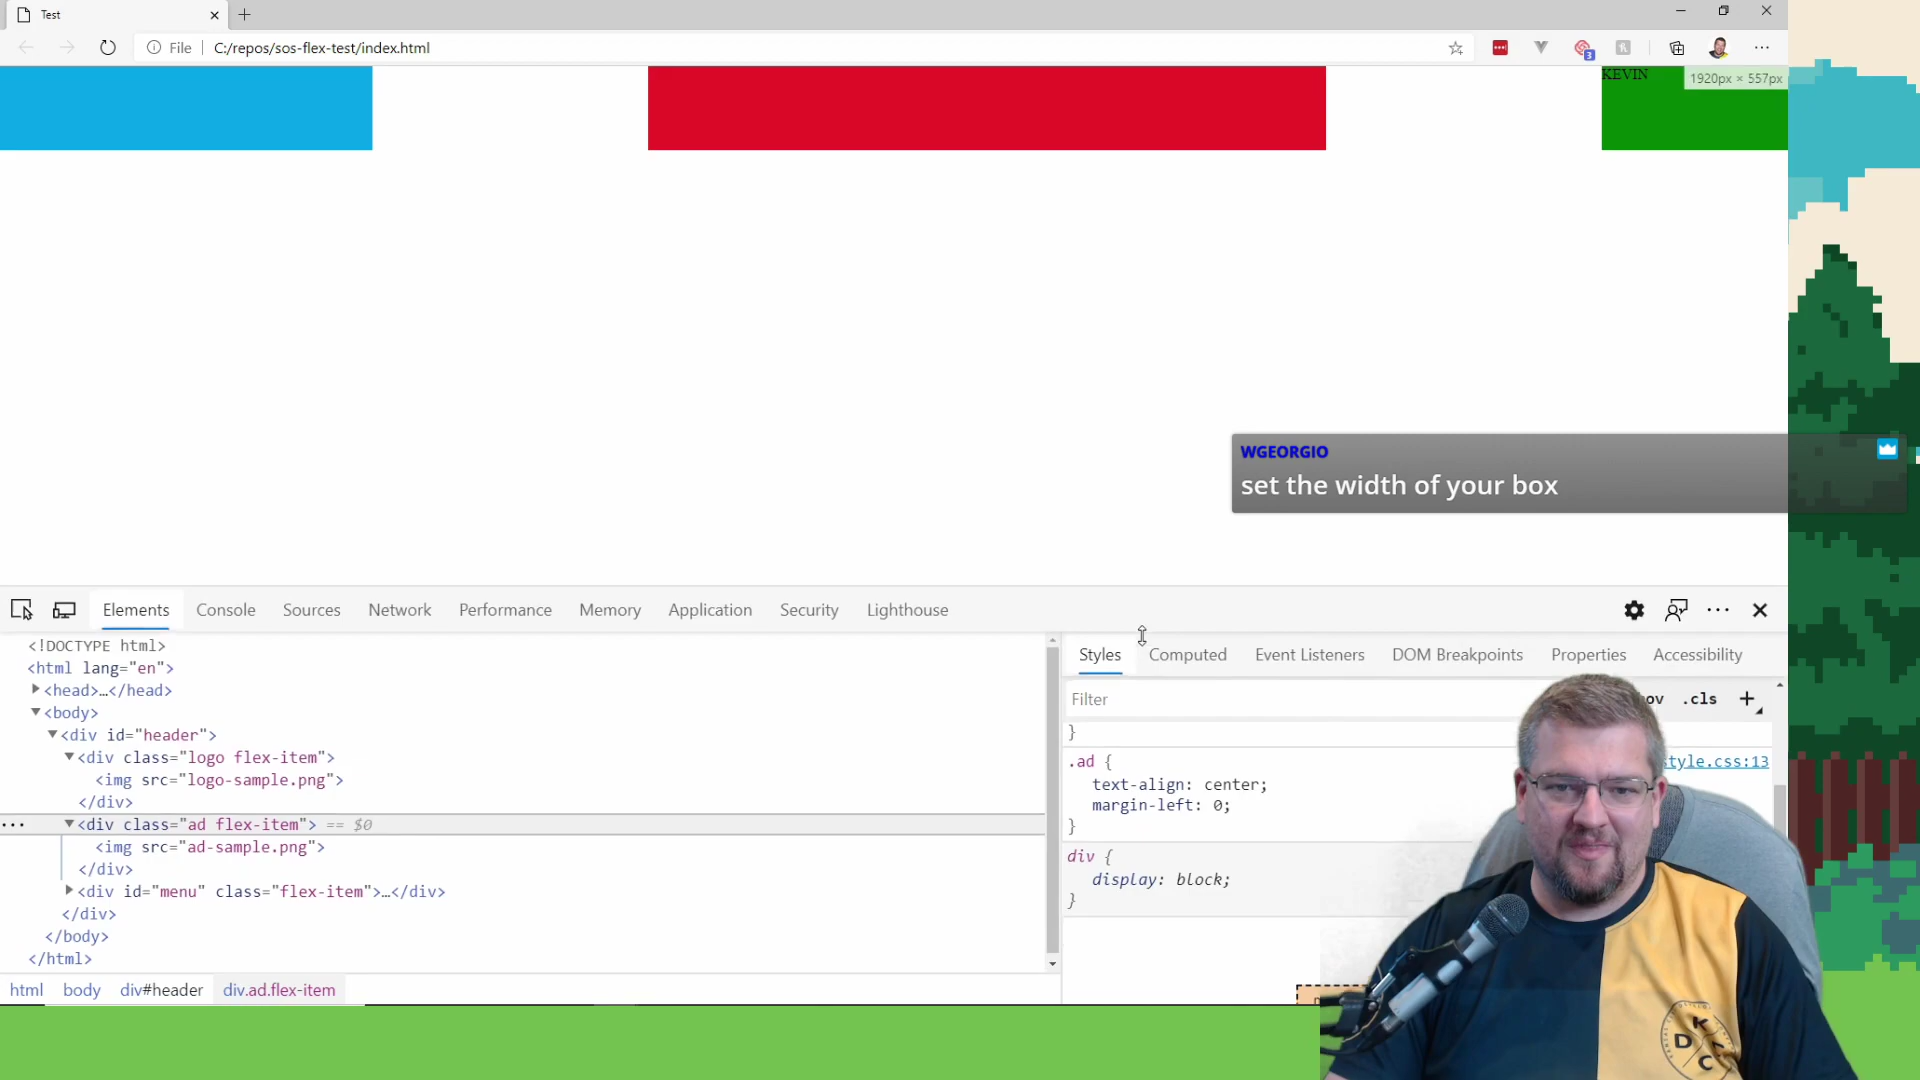 Test
File
C:/repos/sos-flex-test/index.html
3
KEVIN
1920px × 557px
WGEORGIO
set the width of your box
Elements
Console
Sources
Network
Performance
Memory
Application
Security
Lighthouse
<!DOCTYPE html>
<html lang="en">
<head>…</head>
<body>
<div id="header">
<div class="logo flex-item">
<img src="logo-sample.png">
</div>
<div class="ad flex-item"> == $0
<img src="ad-sample.png">
</div>
<div id="menu" class="flex-item">…</div>
</div>
</body>
</html>
html
body
div#header
div.ad.flex-item
Styles
Computed
Event Listeners
DOM Breakpoints
Properties
Accessibility
Filter
.cls
}
.ad {
style.css:13
text-align: center;
margin-left: 0;
}
div {
display: block;
}
K
D
C